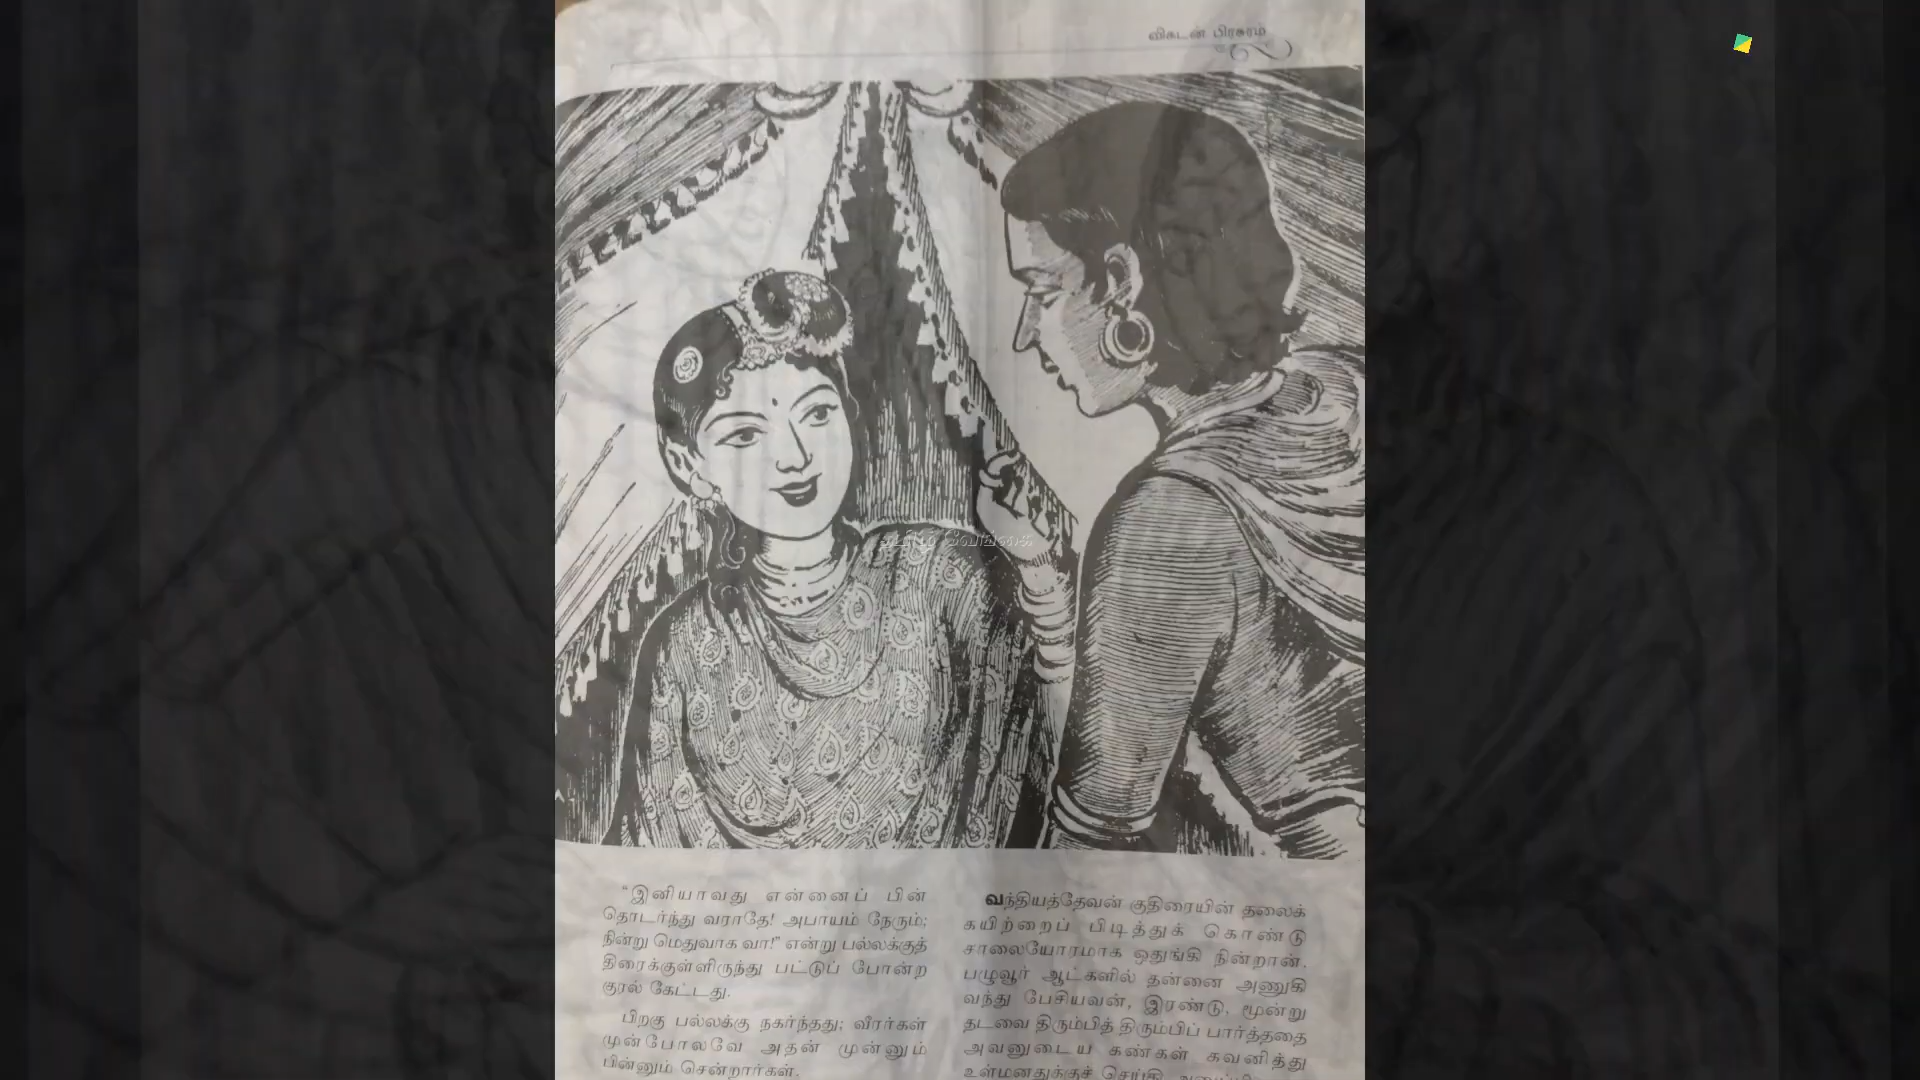 விகடன் பிரசுரம்
“இனியாவது என்னைப் பின்
தொடர்ந்து வராதே! அபாயம் நேரும்;
நின்று மெதுவாக வா!” என்று பல்லக்குத்
திரைக்குள்ளிருந்து பட்டுப் போன்ற
குரல் கேட்டது.
பிறகு பல்லக்கு நகர்ந்தது; வீரர்கள்
முன்போலவே அதன் முன்னும்
பின்னும் சென்றார்கள்.
வந்தியத்தேவன் குதிரையின் தலைக்
கயிற்றைப் பிடித்துக் கொண்டு
சாலையோரமாக ஒதுங்கி நின்றான்.
பழுவூர் ஆட்களில் தன்னை அணுகி
வந்து பேசியவன், இரண்டு, மூன்று
தடவை திரும்பித் திரும்பிப் பார்த்ததை
அவனுடைய கண்கள் கவனித்து
உள்மனதுக்குச் செய்தி